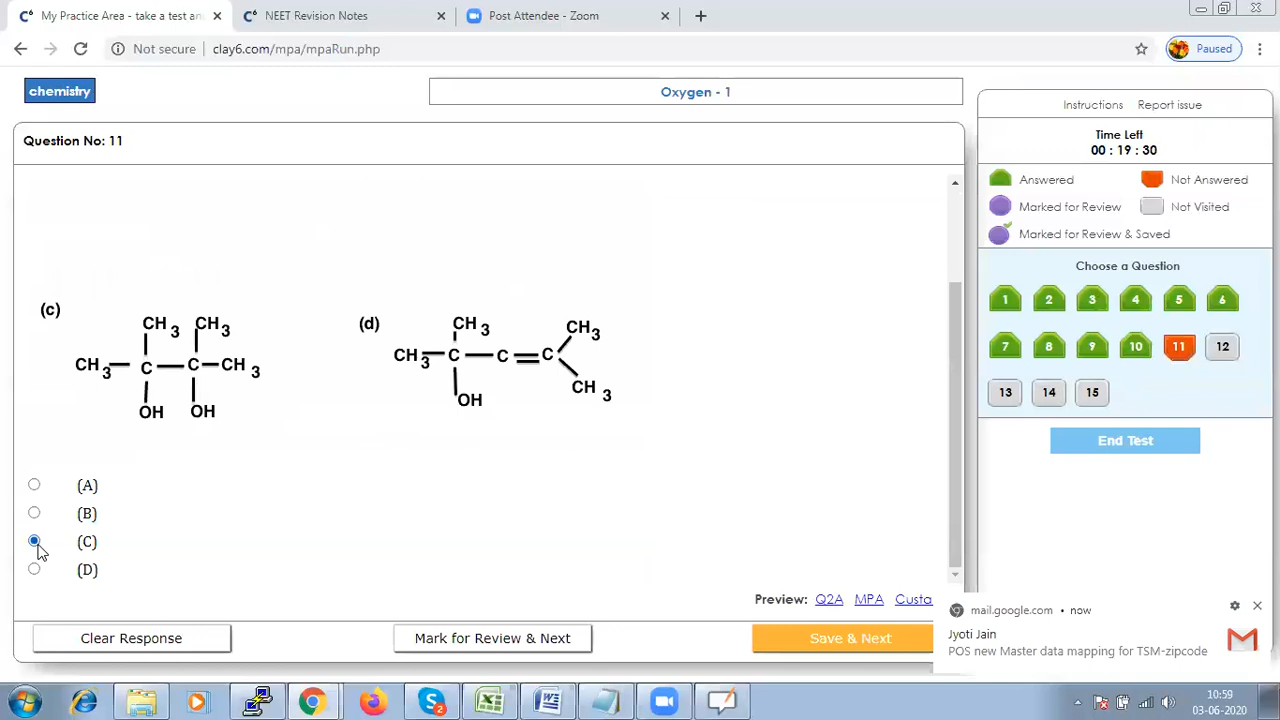 My Practice Area - take a test an
NEET Revision Notes
Post Attendee - Zoom
Not secure
clay6.com/mpa/mpaRun.php
Paused
chemistry
Oxygen - 1
Instructions Report issue
Question No: 11
Time Left
00 : 19 : 30
Answered
Not Answered
Marked for Review
Not Visited
Marked for Review & Saved
Choose a Question
1 2 3 4 5 6
7 8 9 10 11 12
13 14 15
End Test
(c)
CH3 CH3
CH3 C C CH3
OH OH
(d)
CH3 CH3
CH3 C C C
OH CH3
(A)
(B)
(C)
(D)
Preview: Q2A MPA Custo
Clear Response
Mark for Review & Next
Save & Next
mail.google.com • now
Jyoti Jain
POS new Master data mapping for TSM-zipcode
2
10:59
03-06-2020